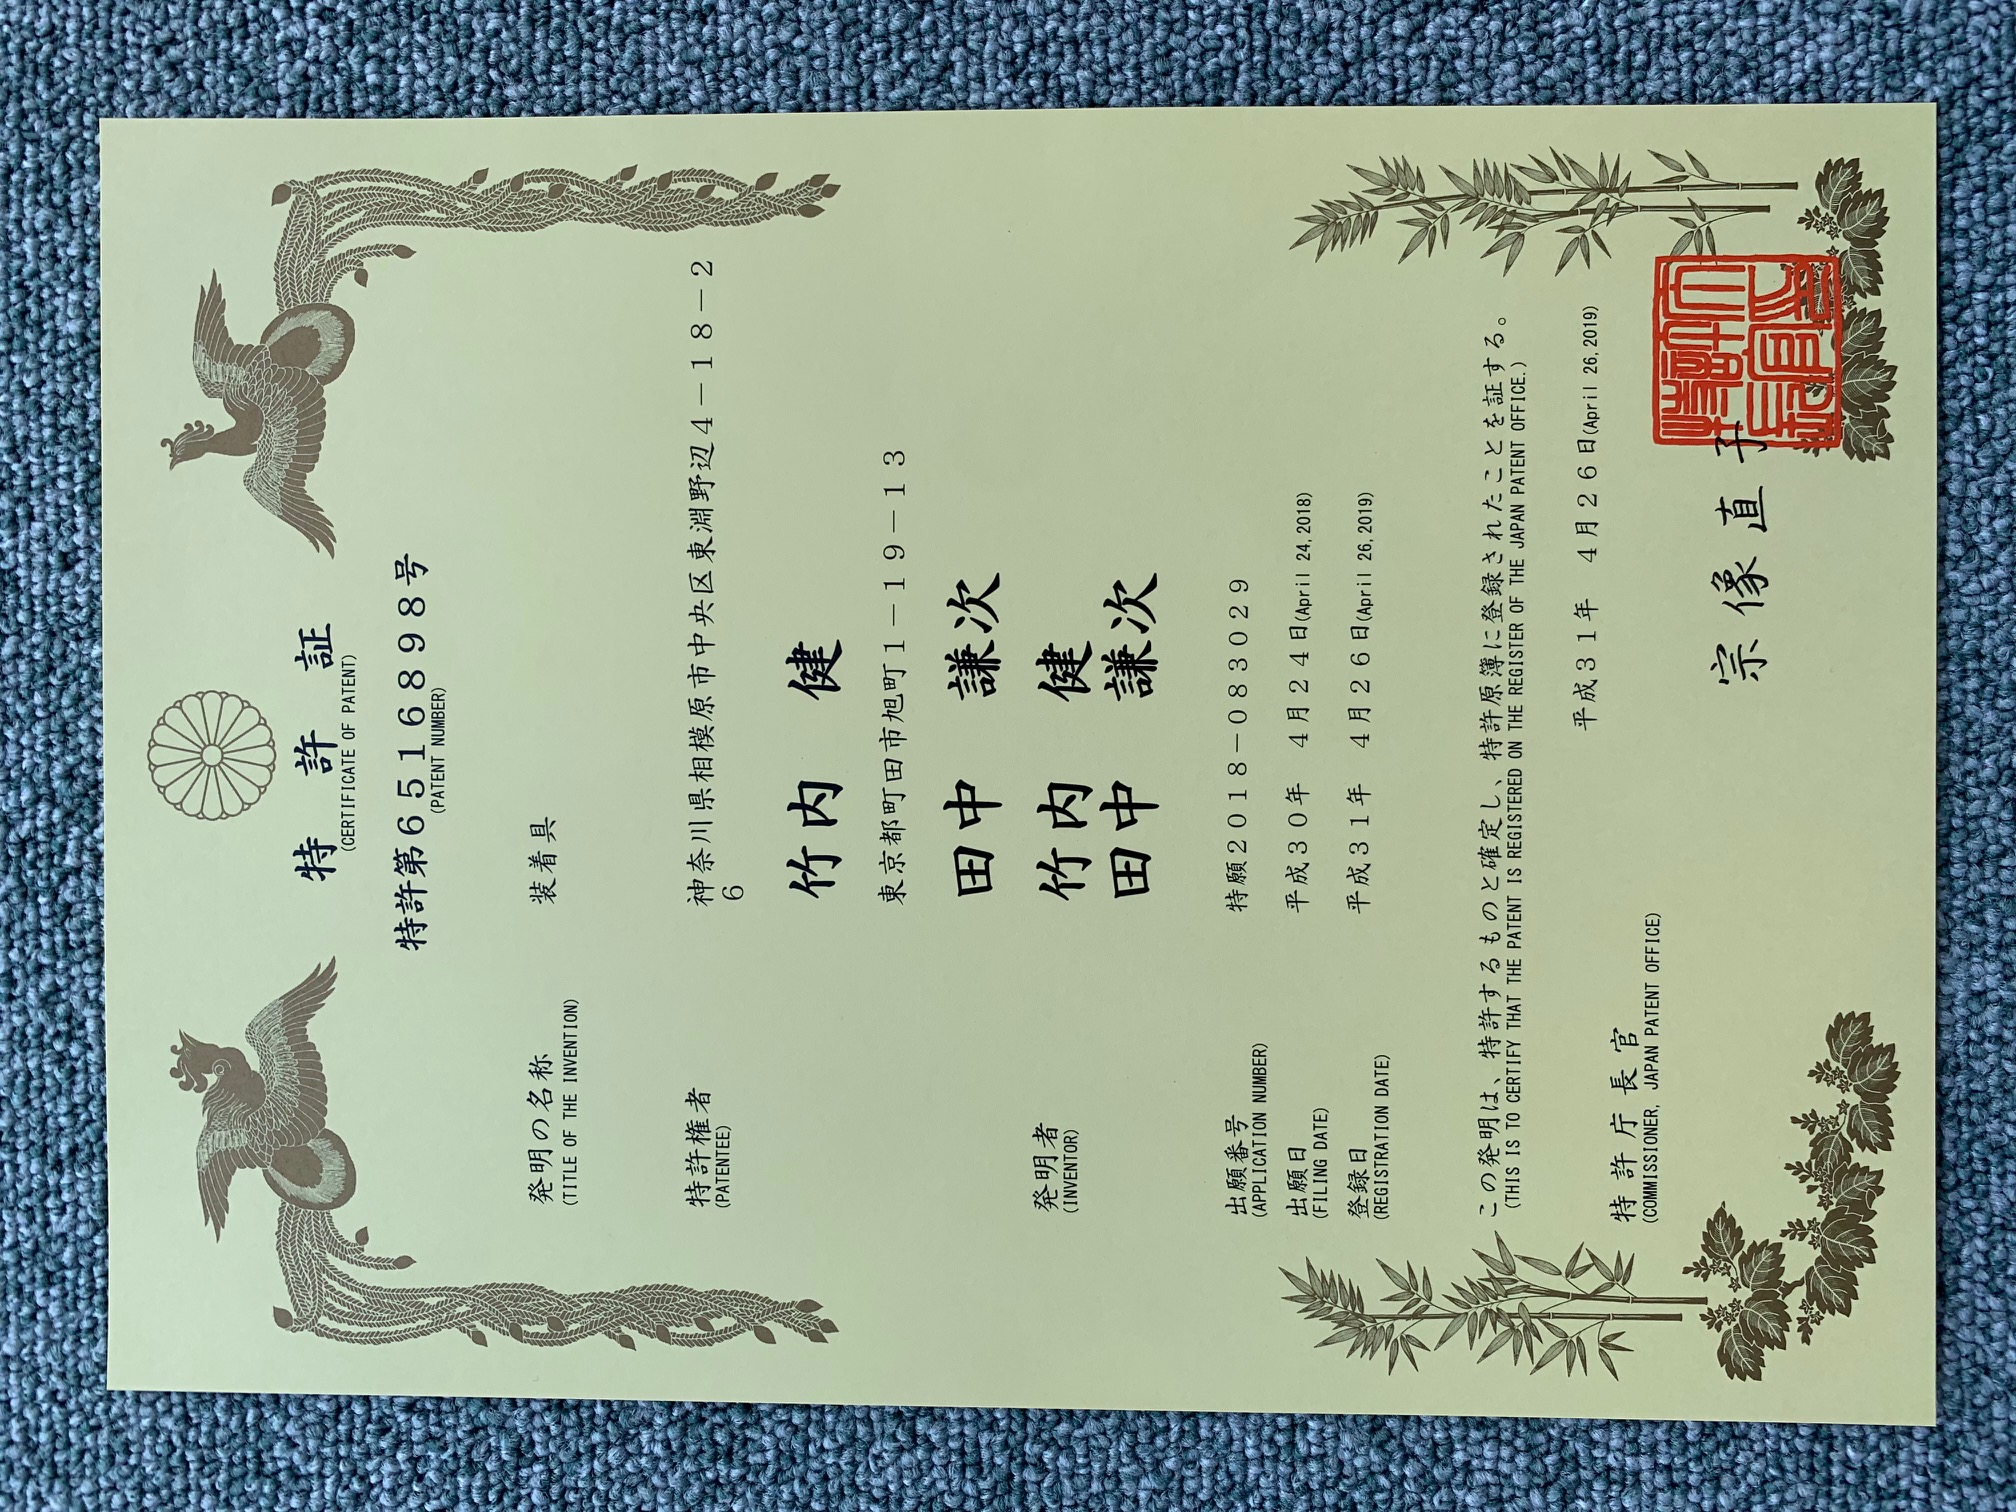 特許証
(CERTIFICATE OF PATENT)
特許第6516898号
(PATENT NUMBER)
発明の名称 装着具
(TITLE OF THE INVENTION)
特許権者 神奈川県相模原市中央区東淵野辺4-18-2
(PATENTEE) 6
竹内 健
東京都町田市旭町1-19-13
田中 謙次
発明者 竹内 健
(INVENTOR)
田中 謙次
出願番号 特願2018-083029
(APPLICATION NUMBER)
出願日 平成30年 4月24日(April 24,2018)
(FILING DATE)
登録日 平成31年 4月26日(April 26,2019)
(REGISTRATION DATE)
この発明は、特許するものと確定し、特許原簿に登録されたことを証する。
(THIS IS TO CERTIFY THAT THE PATENT IS REGISTERED ON THE REGISTER OF THE JAPAN PATENT OFFICE.)
平成31年 4月26日(April 26,2019)
特許庁長官
(COMMISSIONER, JAPAN PATENT OFFICE)
宗像直子